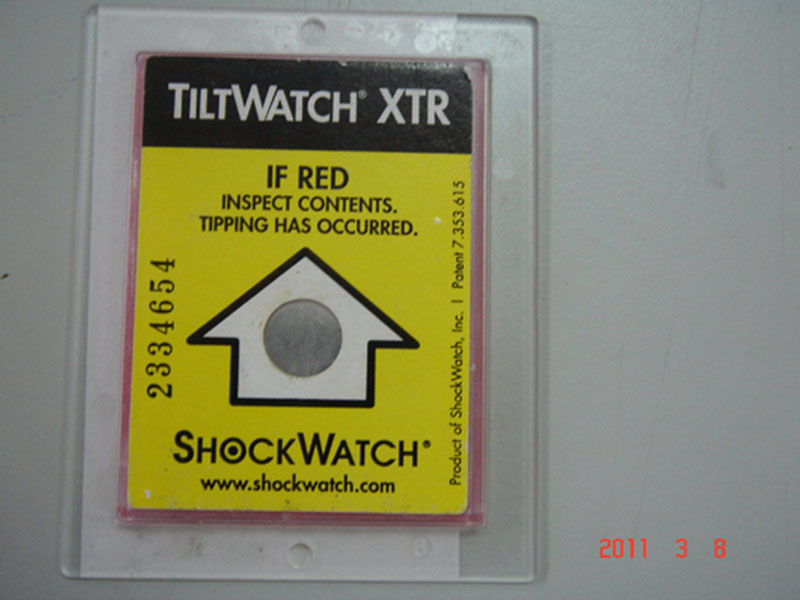 TILTWATCH® XTR
IF RED
INSPECT CONTENTS.
TIPPING HAS OCCURRED.
2334654
Product of ShockWatch, Inc. | Patent 7.353.615
SHOCKWATCH®
www.shockwatch.com
2011 3 8